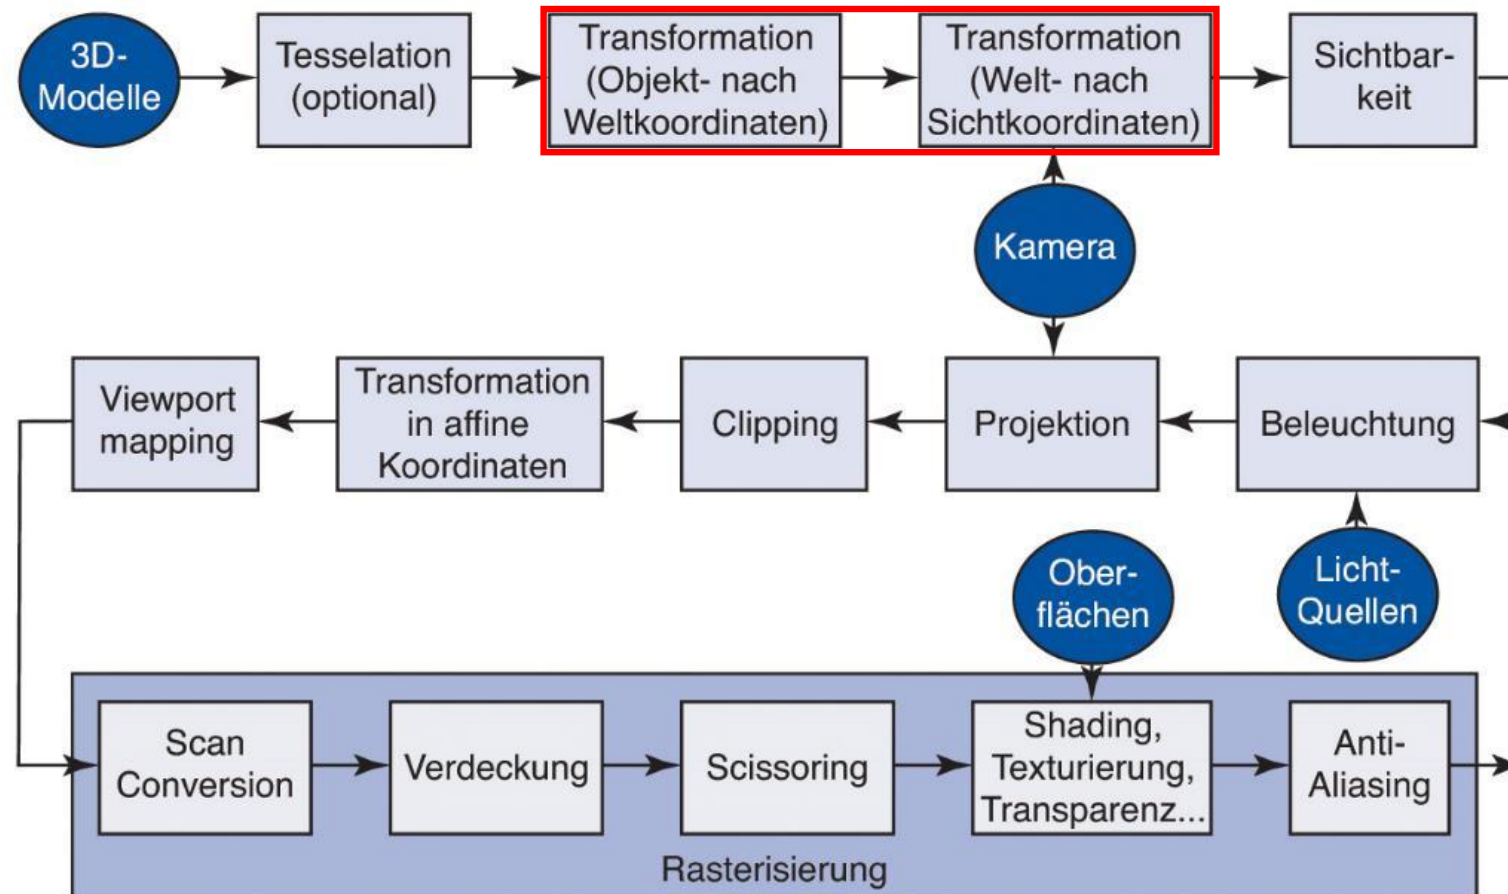 3D-
Modelle
Tesselation
(optional)
Transformation
(Objekt- nach
Weltkoordinaten)
Transformation
(Welt- nach
Sichtkoordinaten)
Sichtbar-
keit
Kamera
Viewport
mapping
Transformation
in affine
Koordinaten
Clipping
Projektion
Beleuchtung
Ober-
flächen
Licht-
Quellen
Scan
Conversion
Verdeckung
Scissoring
Shading,
Texturierung,
Transparenz...
Anti-
Aliasing
Rasterisierung